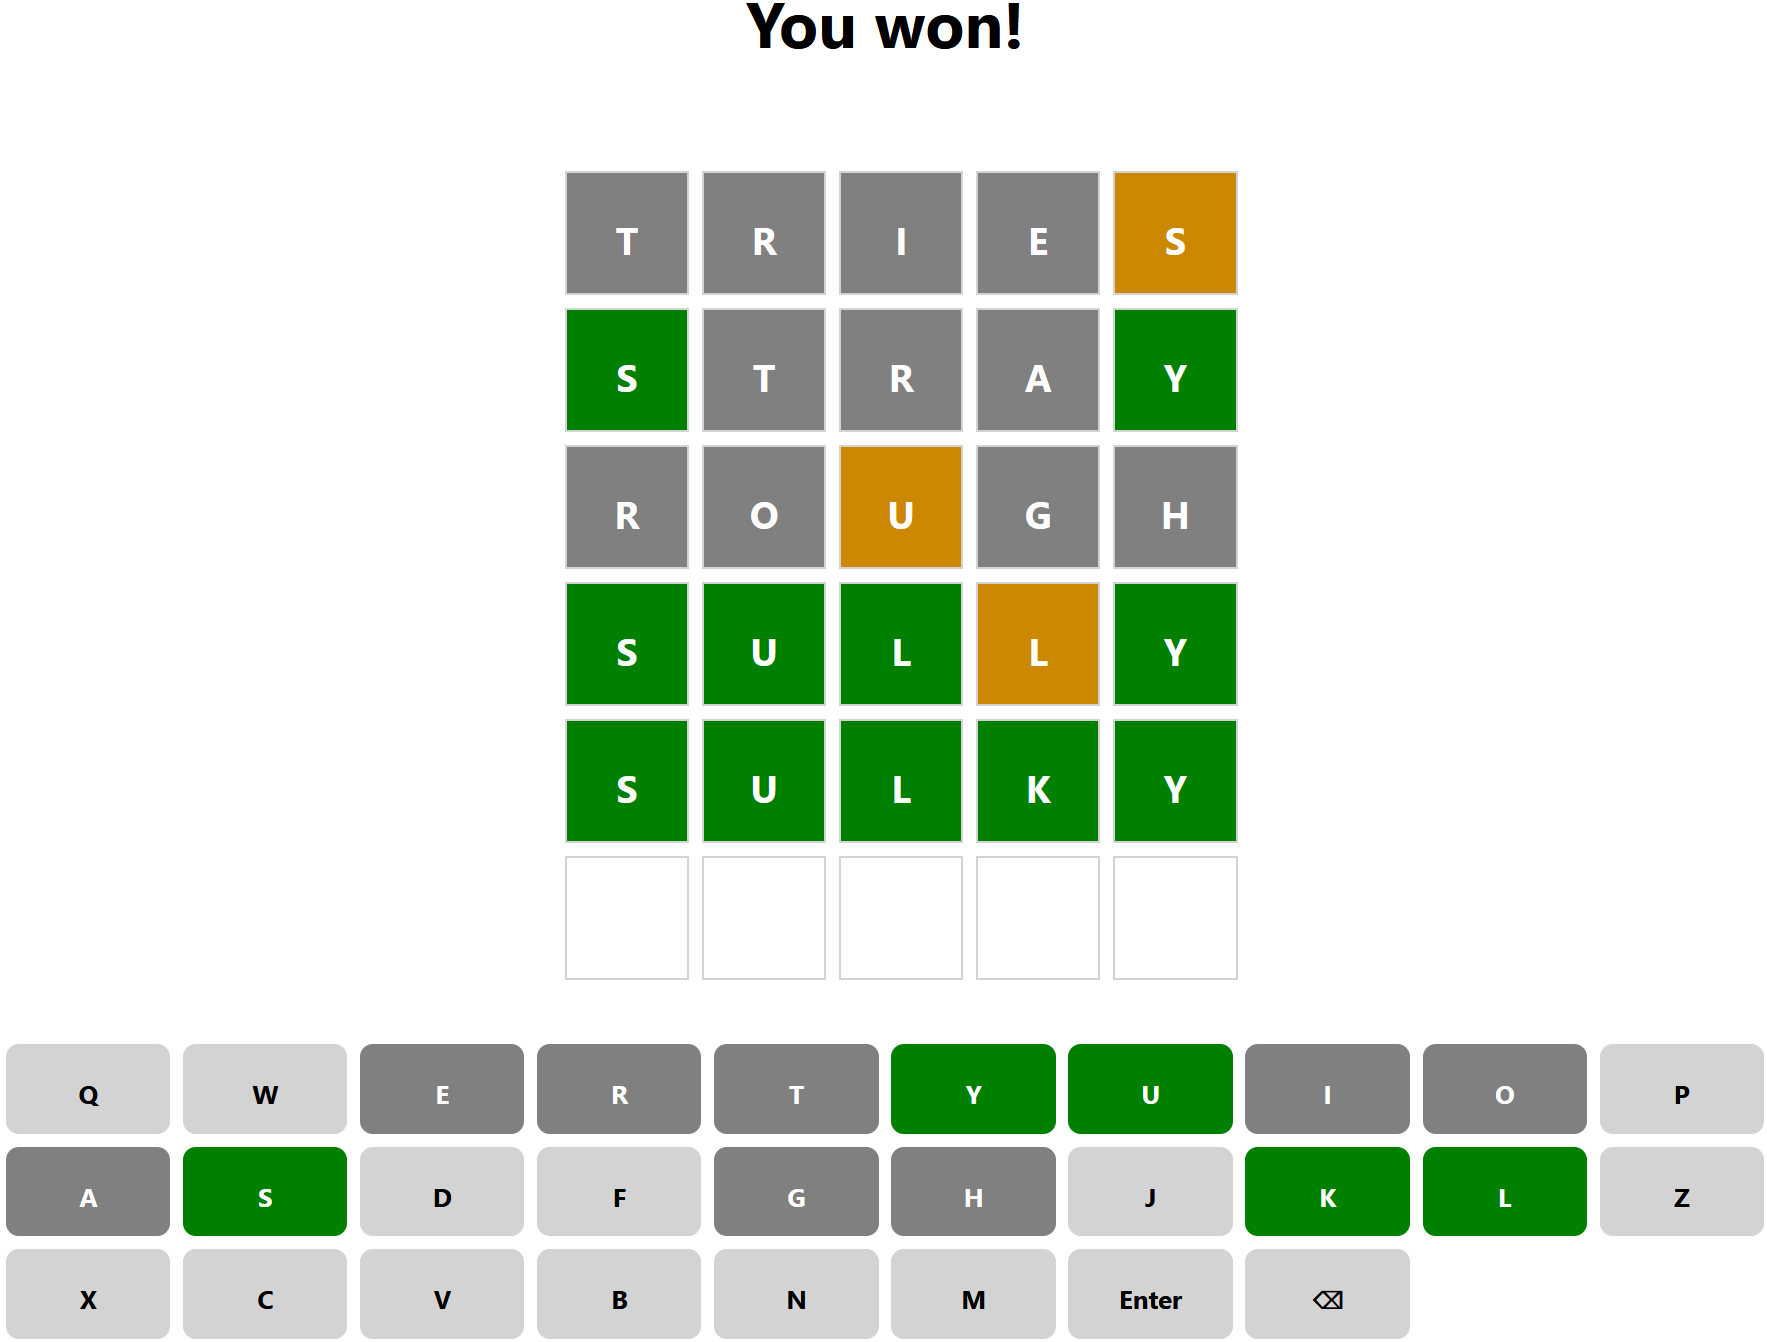 You won!
T R I E S
S T R A Y
R O U G H
S U L L Y
S U L K Y
Q W E R T Y U I O P
A S D F G H J K L Z
X C V B N M Enter ⌫